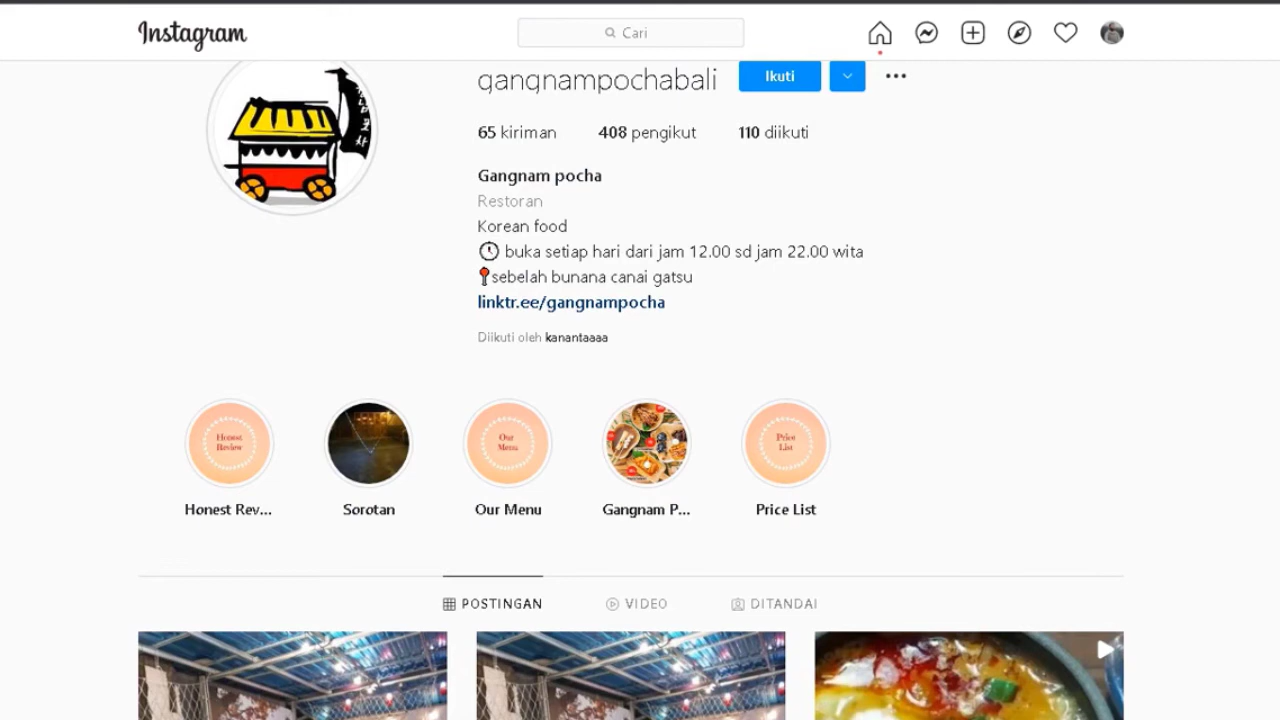 Instagram
Cari
gangnampochabali
Ikuti
65 kiriman 408 pengikut 110 diikuti
Gangnam pocha
Restoran
Korean food
buka setiap hari dari jam 12.00 sd jam 22.00 wita
sebelah bunana canai gatsu
linktr.ee/gangnampocha
Diikuti oleh kanantaaaa
Honest
Review
Our
Menu
Price
List
Honest Rev... Sorotan Our Menu Gangnam P... Price List
POSTINGAN VIDEO DITANDAI